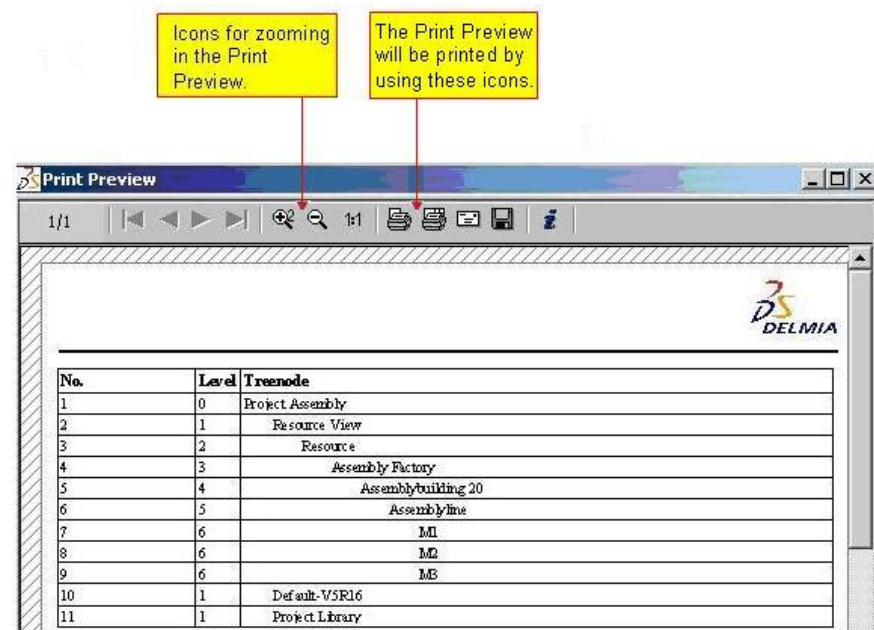 Icons for zooming
in the Print
Preview.
The Print Preview
will be printed by
using these icons.
Print Preview
1/1 1:1 i
DELMIA
No. Level Treenode
1 0 Project Assembly
2 1 Resource View
3 2 Resource
4 3 Assembly Factory
5 4 Assemblybuilding 20
6 5 Assemblyline
7 6 M1
8 6 M2
9 6 M3
10 1 Default-V5R16
11 1 Project Library